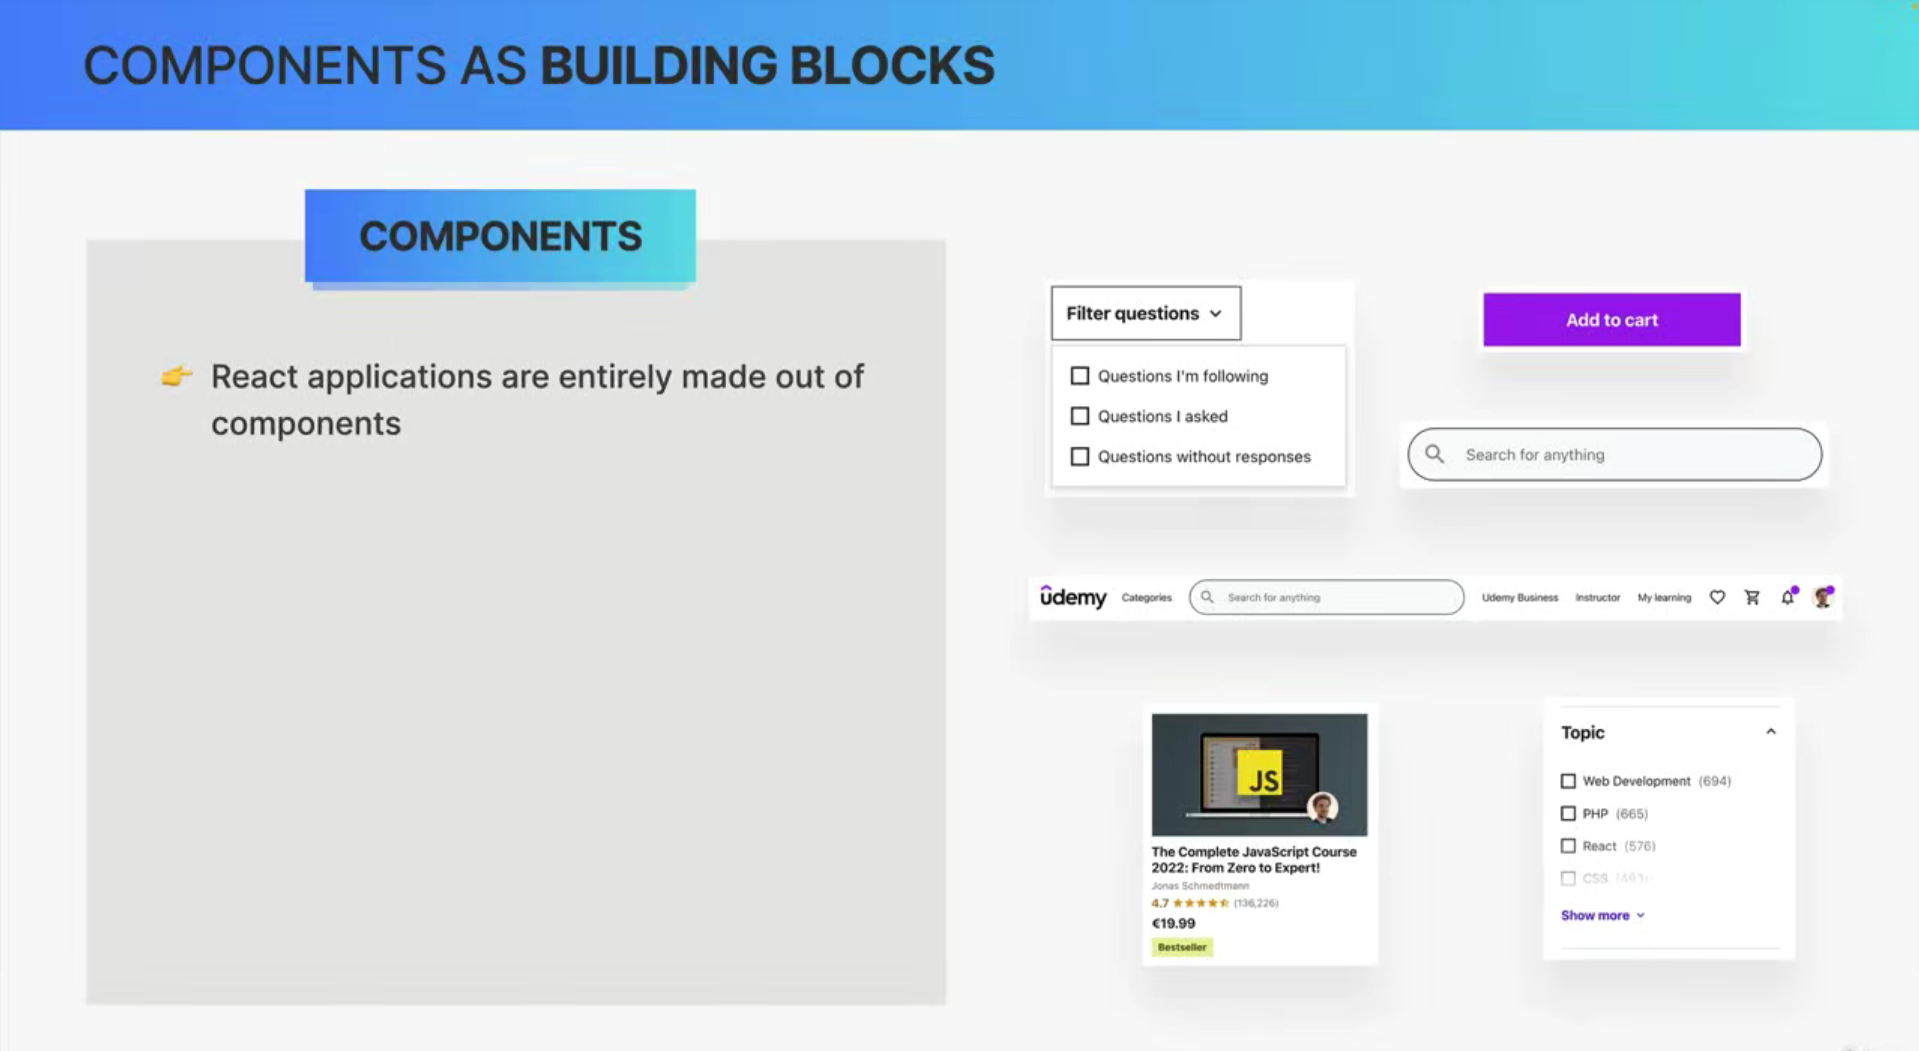 COMPONENTS AS BUILDING BLOCKS
COMPONENTS
👉 React applications are entirely made out of
components
Filter questions
Questions I'm following
Questions I asked
Questions without responses
Add to cart
Search for anything
ûdemy Categories Search for anything Udemy Business Instructor My learning
JS
The Complete JavaScript Course
2022: From Zero to Expert!
Jonas Schmedtmann
4.7 ★★★★⯪ (136,226)
€19.99
Bestseller
Topic
Web Development (694)
PHP (665)
React (576)
CSS
Show more